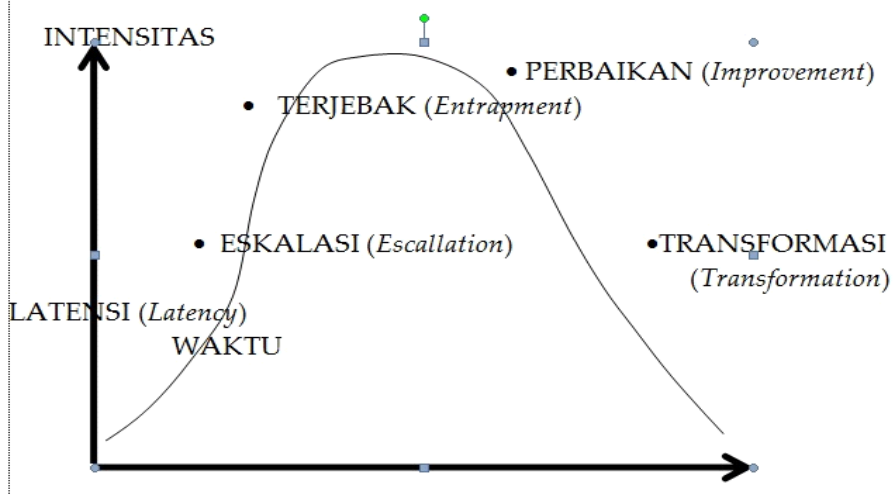 INTENSITAS
• PERBAIKAN (Improvement)
• TERJEBAK (Entrapment)
• ESKALASI (Escallation)
• TRANSFORMASI
(Transformation)
LATENSI (Latency)
WAKTU